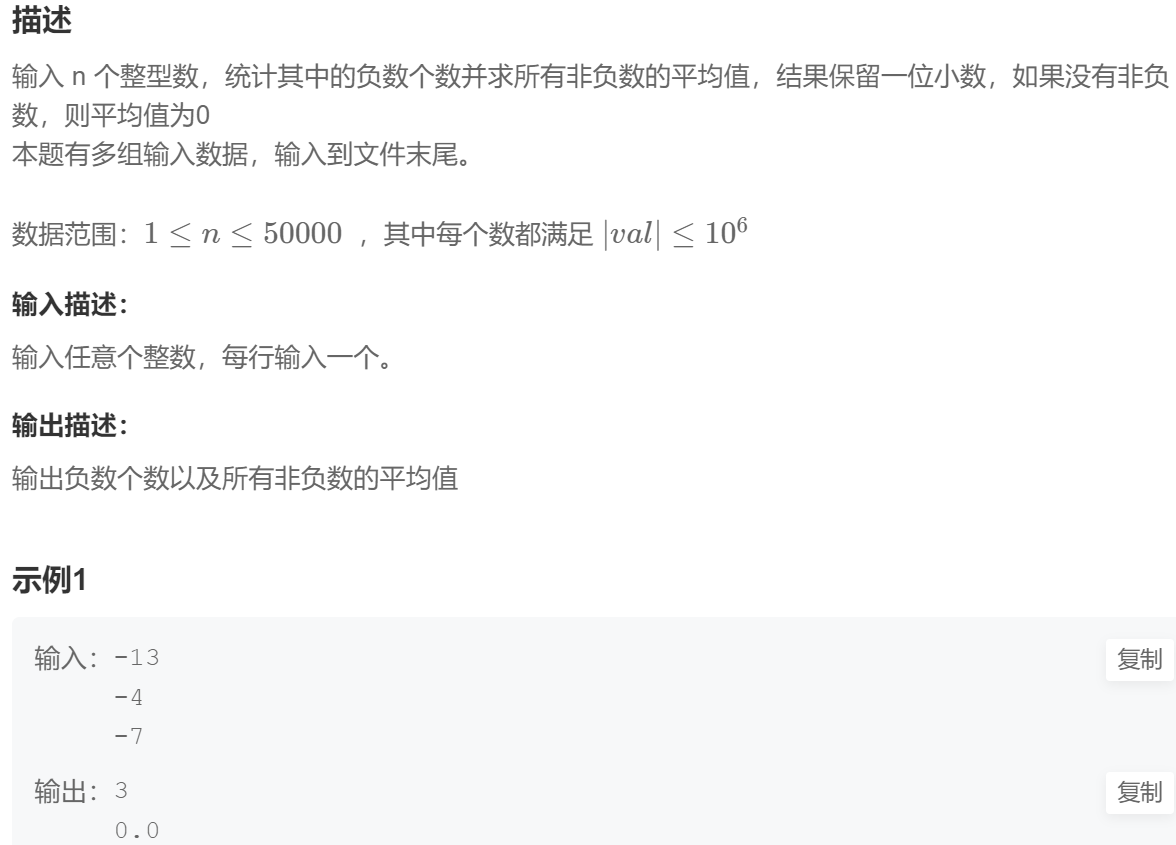 描述
输入 n 个整型数，统计其中的负数个数并求所有非负数的平均值，结果保留一位小数，如果没有非负
数，则平均值为0
本题有多组输入数据，输入到文件末尾。
数据范围：1 ≤ n ≤ 50000 ，其中每个数都满足 |val| ≤ 10⁶
输入描述：
输入任意个整数，每行输入一个。
输出描述：
输出负数个数以及所有非负数的平均值
示例1
输入：-13 复制
-4
-7
输出：3 复制
0.0